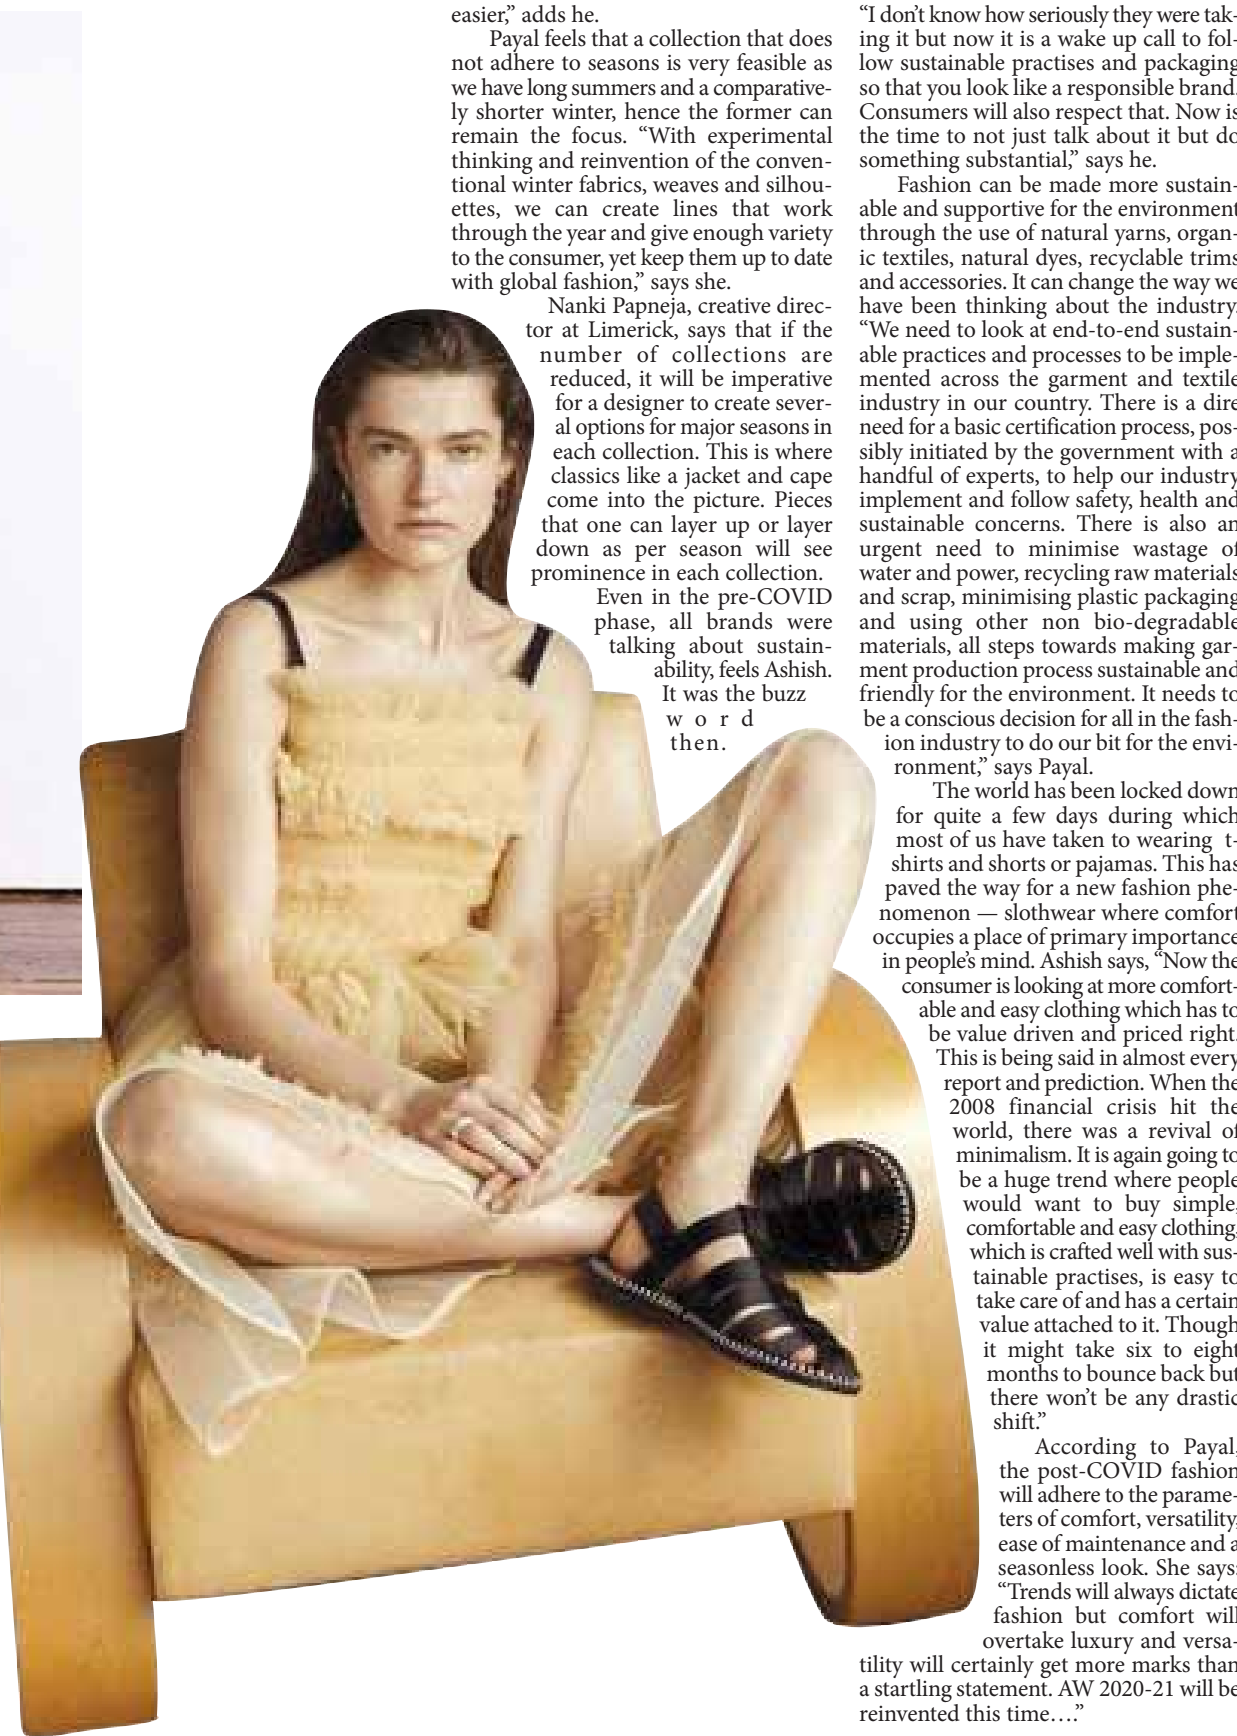 easier,” adds he.
Payal feels that a collection that does
not adhere to seasons is very feasible as
we have long summers and a comparative-
ly shorter winter, hence the former can
remain the focus. “With experimental
thinking and reinvention of the conven-
tional winter fabrics, weaves and silhou-
ettes, we can create lines that work
through the year and give enough variety
to the consumer, yet keep them up to date
with global fashion,” says she.
Nanki Papneja, creative direc-
tor at Limerick, says that if the
number of collections are
reduced, it will be imperative
for a designer to create sever-
al options for major seasons in
each collection. This is where
classics like a jacket and cape
come into the picture. Pieces
that one can layer up or layer
down as per season will see
prominence in each collection.
Even in the pre-COVID
phase, all brands were
talking about sustain-
ability, feels Ashish.
It was the buzz
word
then.
“I don’t know how seriously they were tak-
ing it but now it is a wake up call to fol-
low sustainable practises and packaging
so that you look like a responsible brand.
Consumers will also respect that. Now is
the time to not just talk about it but do
something substantial,” says he.
Fashion can be made more sustain-
able and supportive for the environment
through the use of natural yarns, organ-
ic textiles, natural dyes, recyclable trims
and accessories. It can change the way we
have been thinking about the industry.
“We need to look at end-to-end sustain-
able practices and processes to be imple-
mented across the garment and textile
industry in our country. There is a dire
need for a basic certification process, pos-
sibly initiated by the government with a
handful of experts, to help our industry
implement and follow safety, health and
sustainable concerns. There is also an
urgent need to minimise wastage of
water and power, recycling raw materials
and scrap, minimising plastic packaging
and using other non bio-degradable
materials, all steps towards making gar-
ment production process sustainable and
friendly for the environment. It needs to
be a conscious decision for all in the fash-
ion industry to do our bit for the envi-
ronment,” says Payal.
The world has been locked down
for quite a few days during which
most of us have taken to wearing t-
shirts and shorts or pajamas. This has
paved the way for a new fashion phe-
nomenon — slothwear where comfort
occupies a place of primary importance
in people’s mind. Ashish says, “Now the
consumer is looking at more comfort-
able and easy clothing which has to
be value driven and priced right.
This is being said in almost every
report and prediction. When the
2008 financial crisis hit the
world, there was a revival of
minimalism. It is again going to
be a huge trend where people
would want to buy simple,
comfortable and easy clothing,
which is crafted well with sus-
tainable practises, is easy to
take care of and has a certain
value attached to it. Though
it might take six to eight
months to bounce back but
there won’t be any drastic
shift.”
According to Payal,
the post-COVID fashion
will adhere to the parame-
ters of comfort, versatility,
ease of maintenance and a
seasonless look. She says:
“Trends will always dictate
fashion but comfort will
overtake luxury and versa-
tility will certainly get more marks than
a startling statement. AW 2020-21 will be
reinvented this time….”